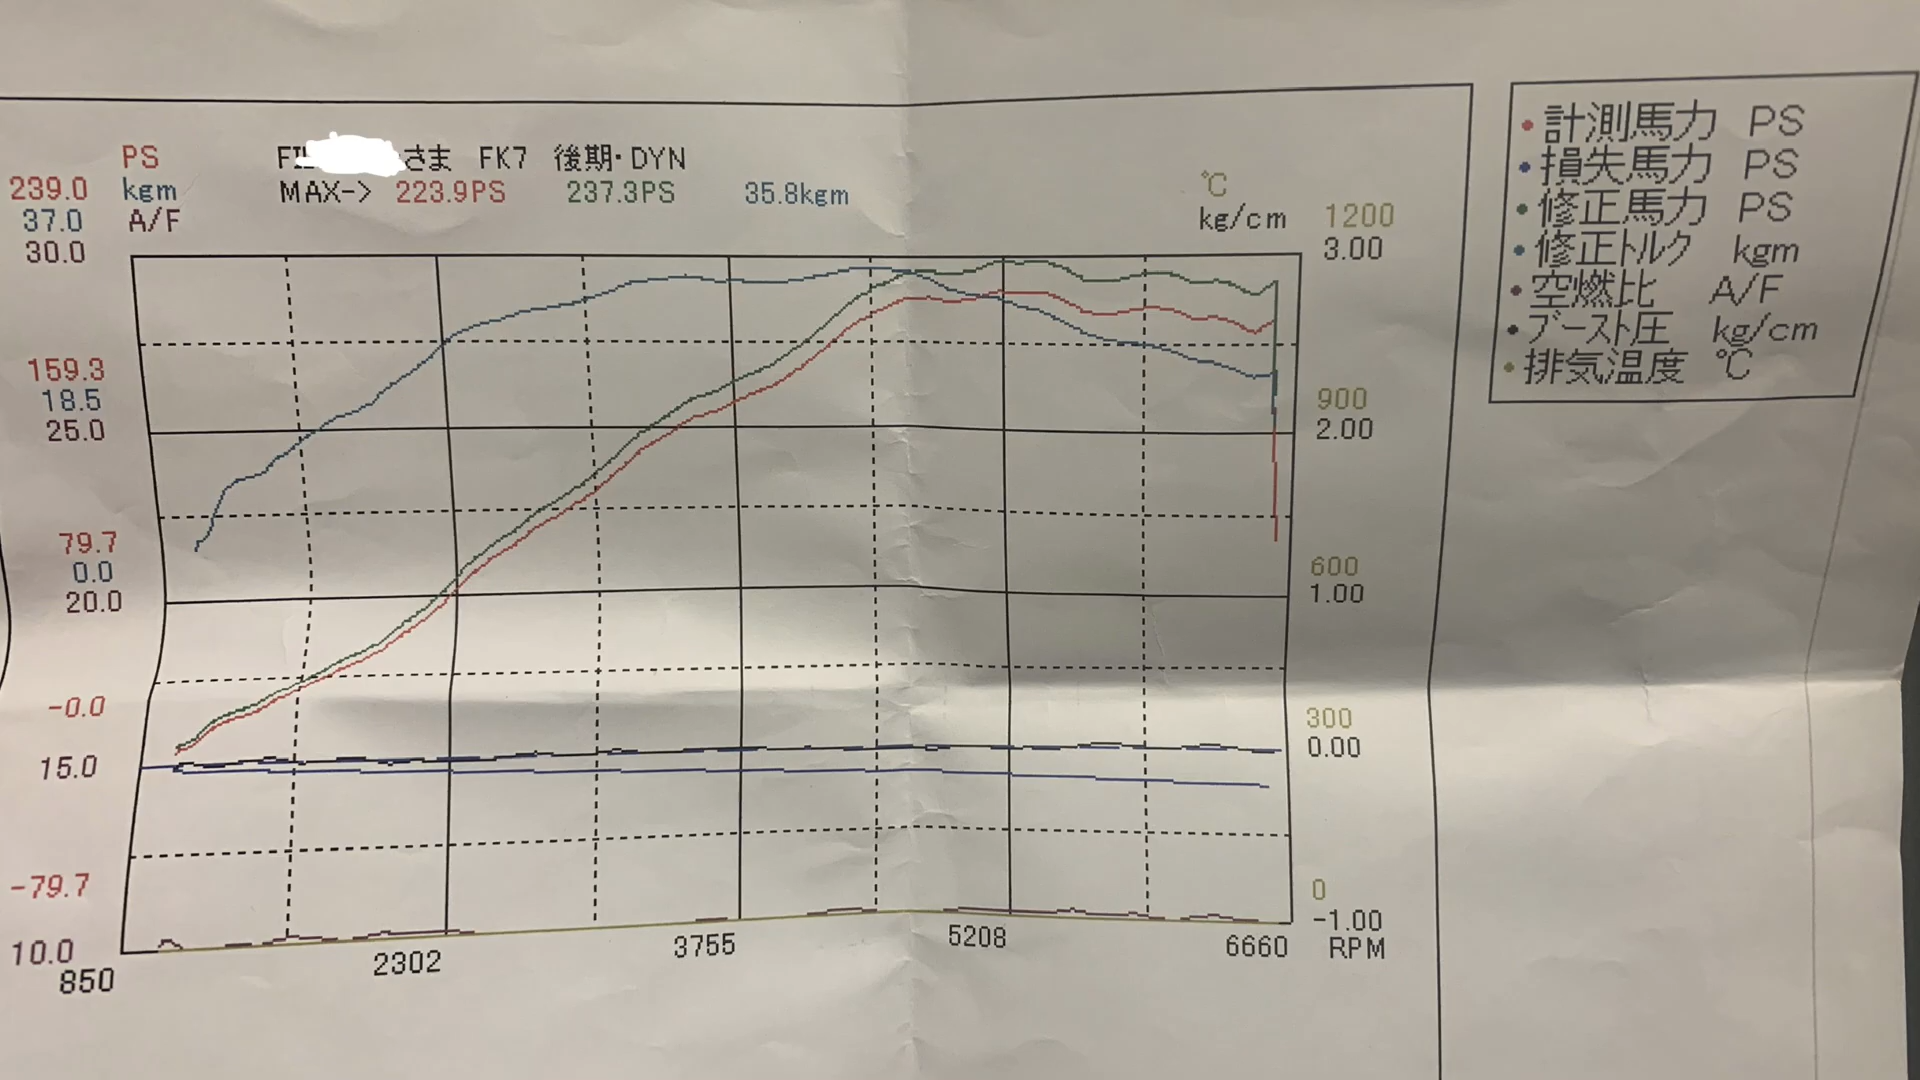 PS
239.0 kgm
37.0 A/F
30.0
さま FK7 後期・DYN
MAX-> 223.9PS 237.3PS 35.8kgm
℃
kg/cm 1200
3.00
159.3
18.5
25.0
900
2.00
79.7
0.0
20.0
600
1.00
-0.0
15.0
300
0.00
-79.7
10.0
0
-1.00
850 2302 3755 5208 6660 RPM
・計測馬力 PS
・損失馬力 PS
・修正馬力 PS
・修正トルク kgm
・空燃比 A/F
・ブースト圧 kg/cm
・排気温度 ℃